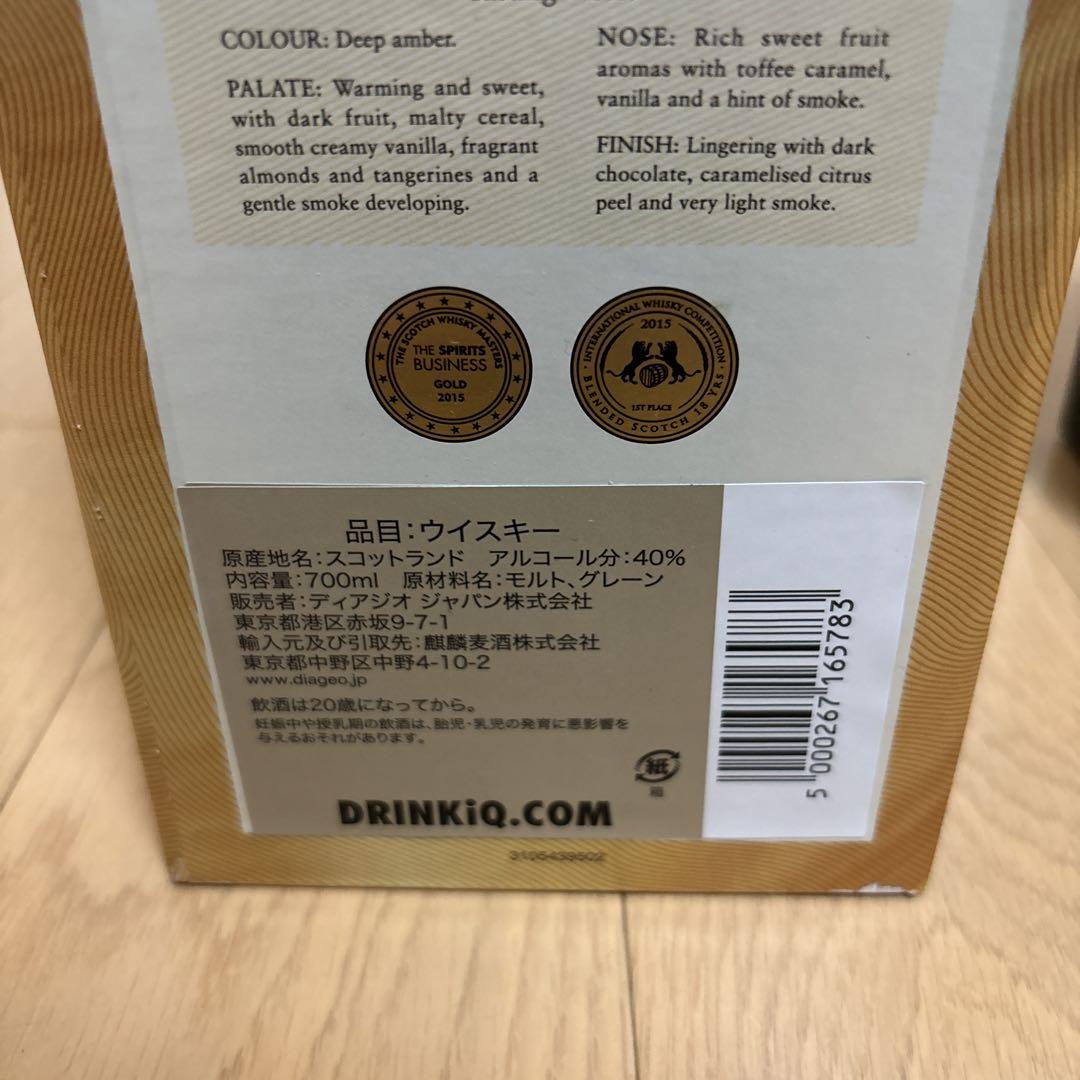 COLOUR: Deep amber.
PALATE: Warming and sweet,
with dark fruit, malty cereal,
smooth creamy vanilla, fragrant
almonds and tangerines and a
gentle smoke developing.
NOSE: Rich sweet fruit
aromas with toffee caramel,
vanilla and a hint of smoke.
FINISH: Lingering with dark
chocolate, caramelised citrus
peel and very light smoke.
THE SCOTCH WHISKY MASTERS
THE SPIRITS
BUSINESS
GOLD
2015
INTERNATIONAL WHISKY COMPETITION
2015
1ST PLACE
BLENDED SCOTCH 18 YRS
品目:ウイスキー
原産地名:スコットランド アルコール分:40%
内容量:700ml 原材料名:モルト、グレーン
販売者:ディアジオ ジャパン株式会社
東京都港区赤坂9-7-1
輸入元及び引取先:麒麟麦酒株式会社
東京都中野区中野4-10-2
www.diageo.jp
飲酒は20歳になってから。
妊娠中や授乳期の飲酒は、胎児・乳児の発育に悪影響を
与えるおそれがあります。
紙
箱
DRINKiQ.COM
5 000267 165783
3105439502